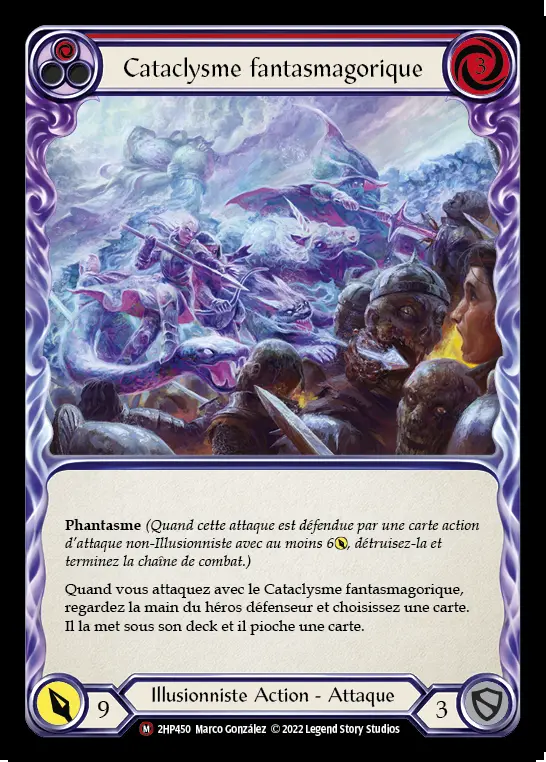 Cataclysme fantasmagorique
3
Phantasme (Quand cette attaque est défendue par une carte action
d'attaque non-Illusionniste avec au moins 6, détruisez-la et
terminez la chaîne de combat.)
Quand vous attaquez avec le Cataclysme fantasmagorique,
regardez la main du héros défenseur et choisissez une carte.
Il la met sous son deck et il pioche une carte.
9
Illusionniste Action - Attaque
3
M 2HP450 Marco González © 2022 Legend Story Studios